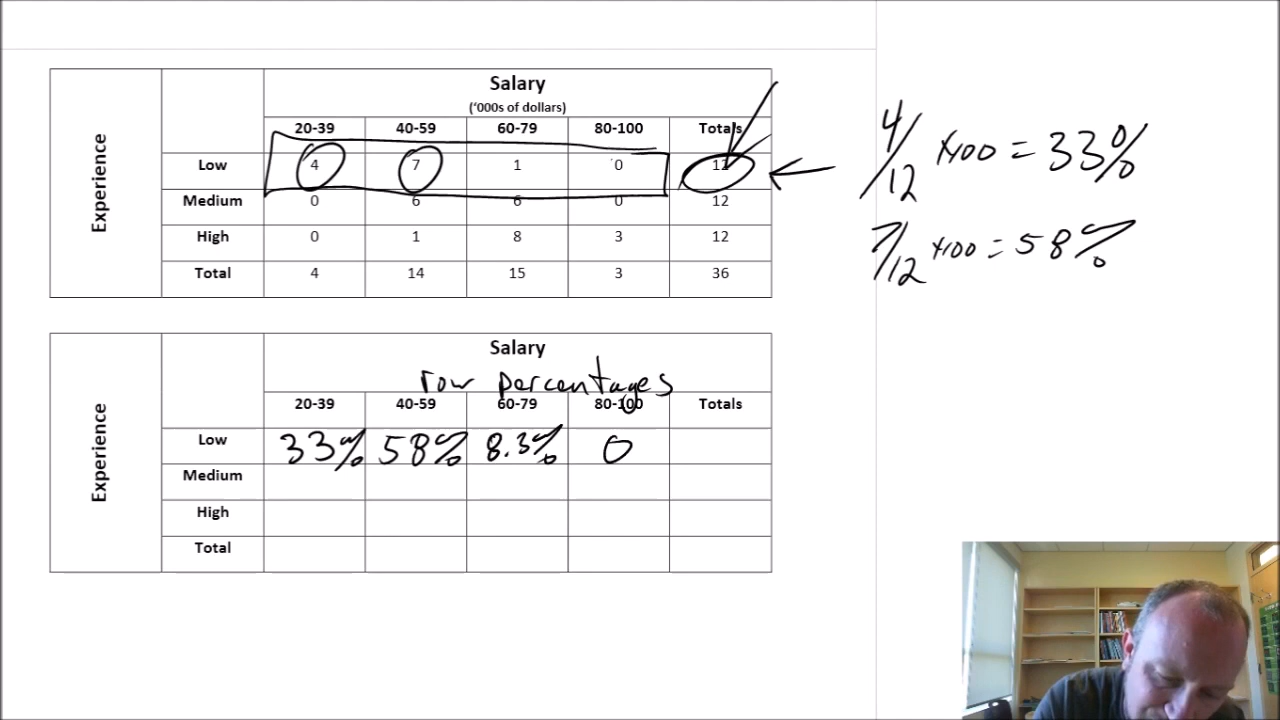 Salary
('000s of dollars)
20-39 40-59 60-79 80-100 Totals
Experience
Low 4 7 1 0 12
Medium 0 6 6 0 12
High 0 1 8 3 12
Total 4 14 15 3 36
4/12 x100 = 33%
7/12 x100 = 58%
Salary
row percentages
20-39 40-59 60-79 80-100 Totals
Experience
Low 33% 58% 8.3% 0
Medium
High
Total